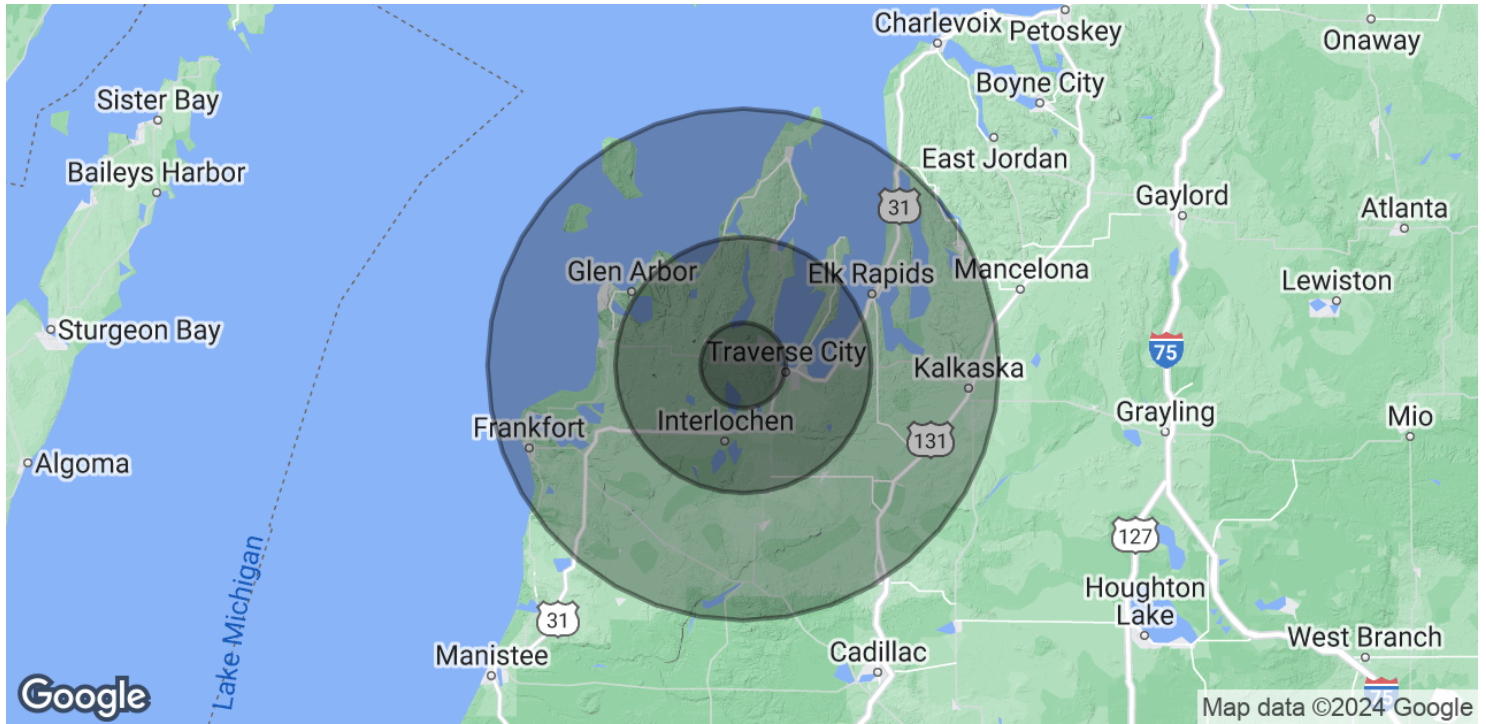 Charlevoix
Petoskey
Onaway
Boyne City
Sister Bay
East Jordan
Baileys Harbor
Gaylord
31
Atlanta
Glen Arbor
Elk Rapids
Mancelona
Lewiston
Sturgeon Bay
Traverse City
75
Kalkaska
Interlochen
Grayling
Mio
Frankfort
131
Algoma
127
Lake Michigan
Houghton
Lake
31
West Branch
Manistee
Cadillac
75
Google
Map data ©2024 Google